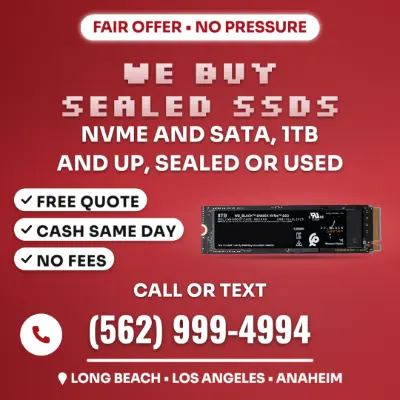 FAIR OFFER • NO PRESSURE
WE BUY
SEALED SSDS
NVME AND SATA, 1TB
AND UP, SEALED OR USED
FREE QUOTE
CASH SAME DAY
NO FEES
8TB
CALL OR TEXT
(562) 999-4994
LONG BEACH • LOS ANGELES • ANAHEIM